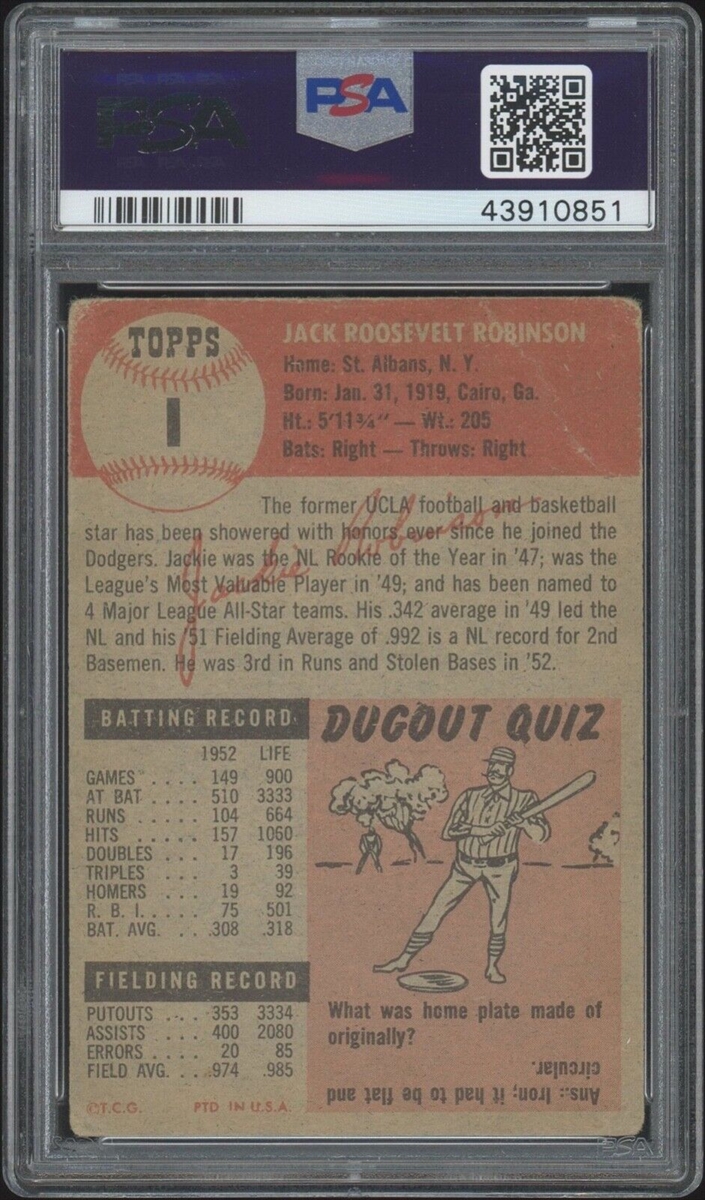 PSA
PSA
43910851
TOPPS
1
JACK ROOSEVELT ROBINSON
Home: St. Albans, N. Y.
Born: Jan. 31, 1919, Cairo, Ga.
Ht.: 5'11¾" — Wt.: 205
Bats: Right — Throws: Right
The former UCLA football and basketball
star has been showered with honors ever since he joined the
Dodgers. Jackie was the NL Rookie of the Year in '47; was the
League's Most Valuable Player in '49; and has been named to
4 Major League All-Star teams. His .342 average in '49 led the
NL and his '51 Fielding Average of .992 is a NL record for 2nd
Basemen. He was 3rd in Runs and Stolen Bases in '52.
Jackie Robinson
BATTING RECORD
1952 LIFE
GAMES .... 149 900
AT BAT .... 510 3333
RUNS .... 104 664
HITS ..... 157 1060
DOUBLES ... 17 196
TRIPLES ... 3 39
HOMERS ... 19 92
R. B. I. .... 75 501
BAT. AVG. ... .308 .318
FIELDING RECORD
PUTOUTS ... 353 3334
ASSISTS ... 400 2080
ERRORS .... 20 85
FIELD AVG. .. .974 .985
©T.C.G. PTD IN U.S.A.
DUGOUT QUIZ
What was home plate made of
originally?
Ans.: Iron; it had to be flat and
circular.
PSA